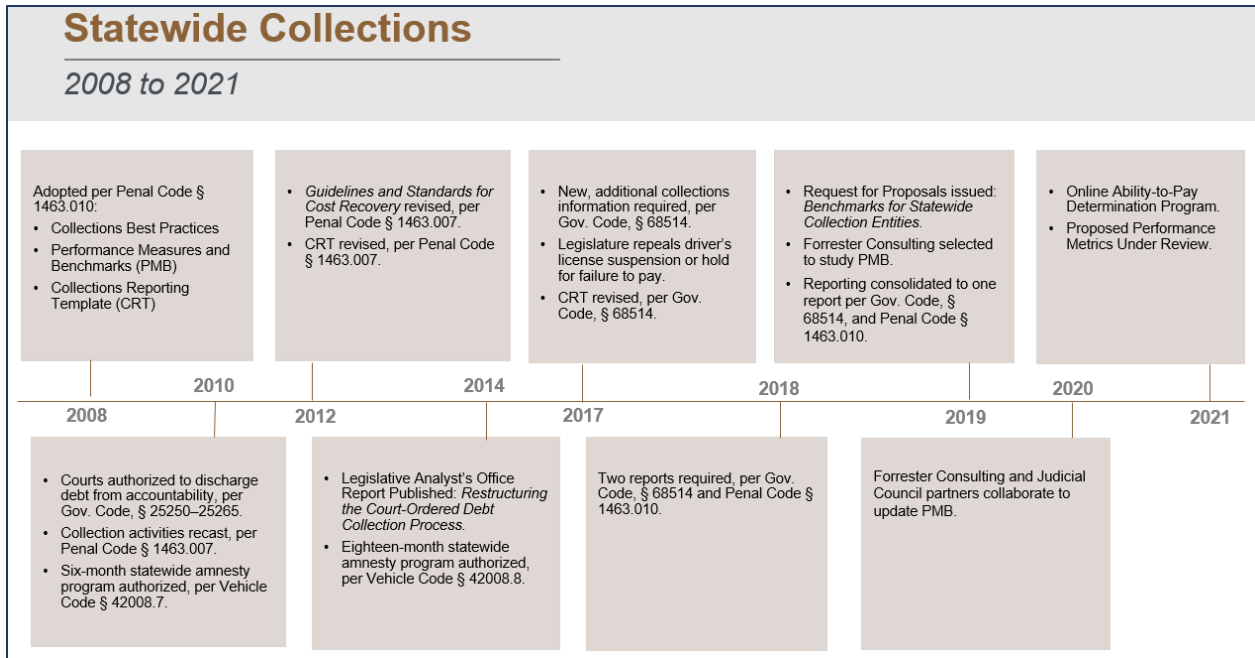 Statewide Collections
2008 to 2021
Adopted per Penal Code §
1463.010:
• Collections Best Practices
• Performance Measures and
Benchmarks (PMB)
• Collections Reporting
Template (CRT)
• Guidelines and Standards for
Cost Recovery revised, per
Penal Code § 1463.007.
• CRT revised, per Penal Code
§ 1463.007.
• New, additional collections
information required, per
Gov. Code, § 68514.
• Legislature repeals driver’s
license suspension or hold
for failure to pay.
• CRT revised, per Gov.
Code, § 68514.
• Request for Proposals issued:
Benchmarks for Statewide
Collection Entities.
• Forrester Consulting selected
to study PMB.
• Reporting consolidated to one
report per Gov. Code, §
68514, and Penal Code §
1463.010.
• Online Ability-to-Pay
Determination Program.
• Proposed Performance
Metrics Under Review.
2010
2014
2018
2020
2008
2012
2017
2019
2021
• Courts authorized to discharge
debt from accountability, per
Gov. Code, § 25250–25265.
• Collection activities recast, per
Penal Code § 1463.007.
• Six-month statewide amnesty
program authorized, per Vehicle
Code § 42008.7.
• Legislative Analyst’s Office
Report Published: Restructuring
the Court-Ordered Debt
Collection Process.
• Eighteen-month statewide
amnesty program authorized,
per Vehicle Code § 42008.8.
Two reports required, per Gov.
Code, § 68514 and Penal Code §
1463.010.
Forrester Consulting and Judicial
Council partners collaborate to
update PMB.